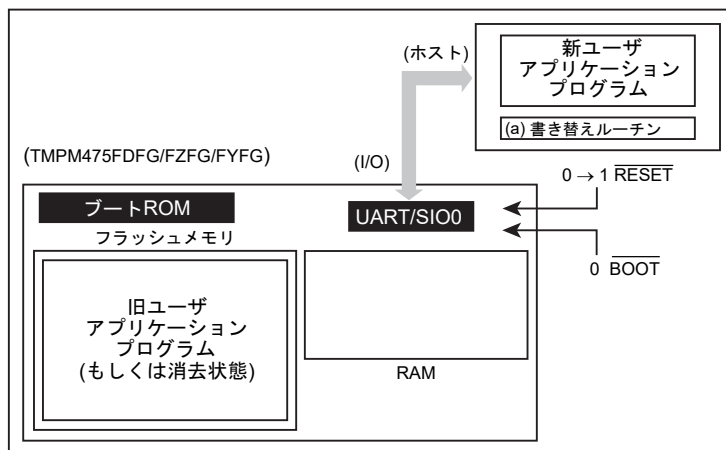 (ホスト)
新ユーザ
アプリケーション
プログラム
(a) 書き替えルーチン
(TMPM475FDFG/FZFG/FYFG)
(I/O)
0 → 1 RESET
ブートROM
UART/SIO0
フラッシュメモリ
0 BOOT
旧ユーザ
アプリケーション
プログラム
(もしくは消去状態)
RAM